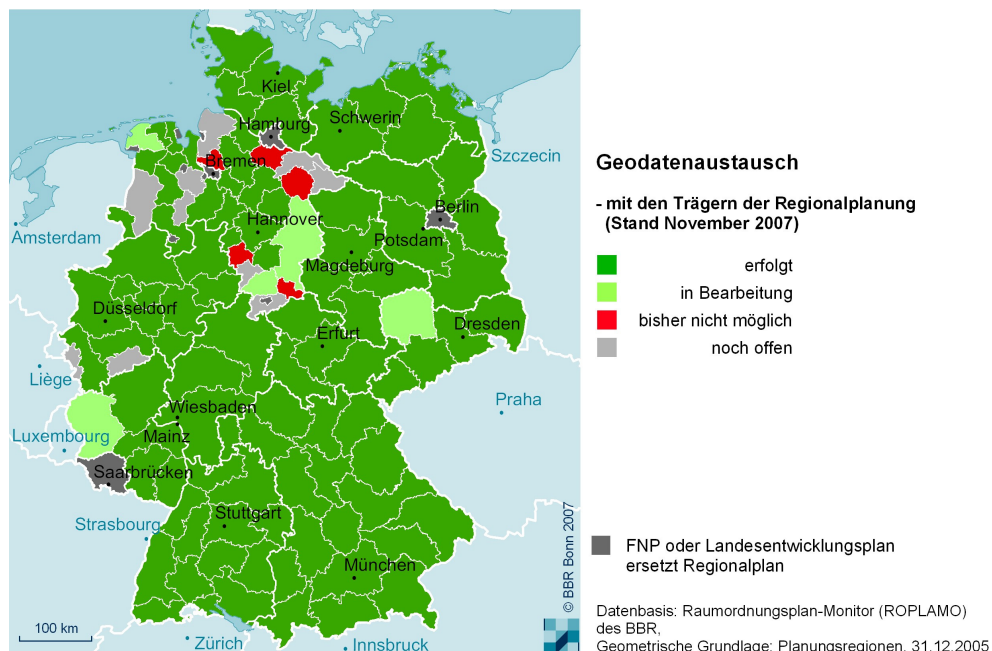 Kiel
Hamburg
Schwerin
Bremen
Szczecin
Berlin
Hannover
Potsdam
Amsterdam
Magdeburg
Düsseldorf
Erfurt
Dresden
Liège
Praha
Wiesbaden
Luxembourg
Mainz
Saarbrücken
Strasbourg
Stuttgart
München
100 km
Zürich
Innsbruck
© BBR Bonn 2007
Geodatenaustausch
- mit den Trägern der Regionalplanung
(Stand November 2007)
erfolgt
in Bearbeitung
bisher nicht möglich
noch offen
FNP oder Landesentwicklungsplan
ersetzt Regionalplan
Datenbasis: Raumordnungsplan-Monitor (ROPLAMO)
des BBR,
Geometrische Grundlage: Planungsregionen, 31.12.2005